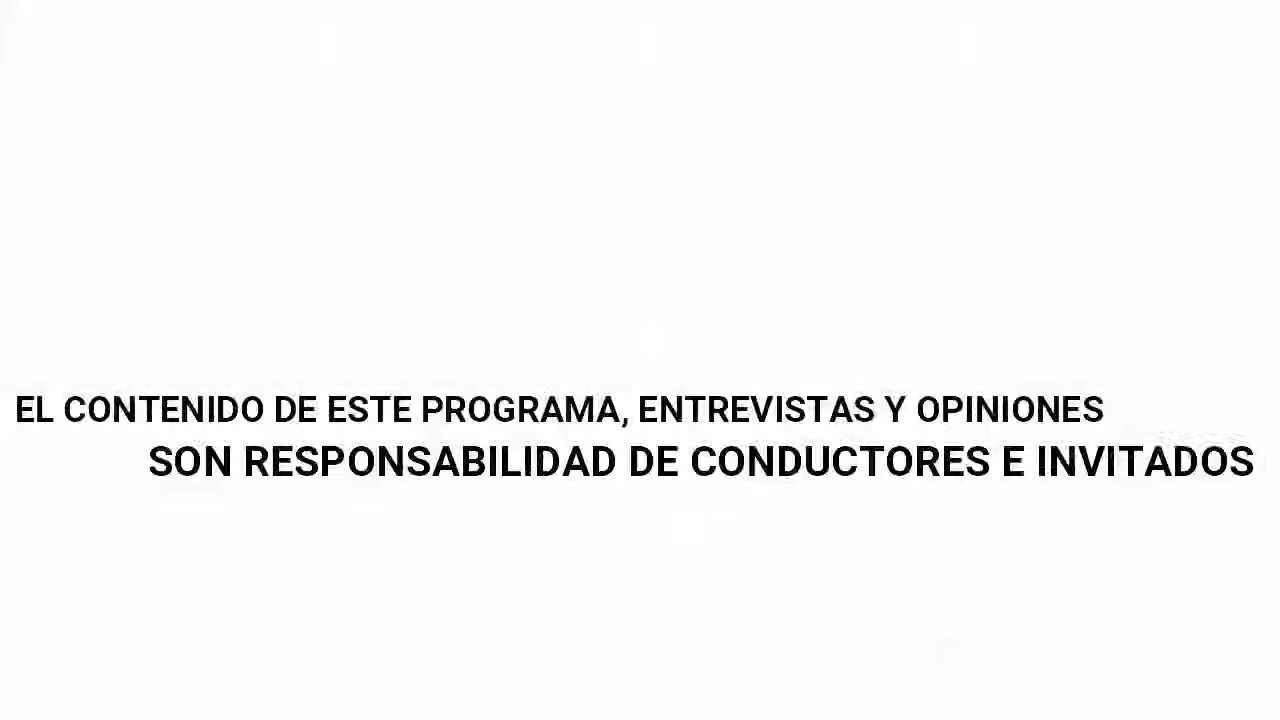 EL CONTENIDO DE ESTE PROGRAMA, ENTREVISTAS Y OPINIONES
SON RESPONSABILIDAD DE CONDUCTORES E INVITADOS